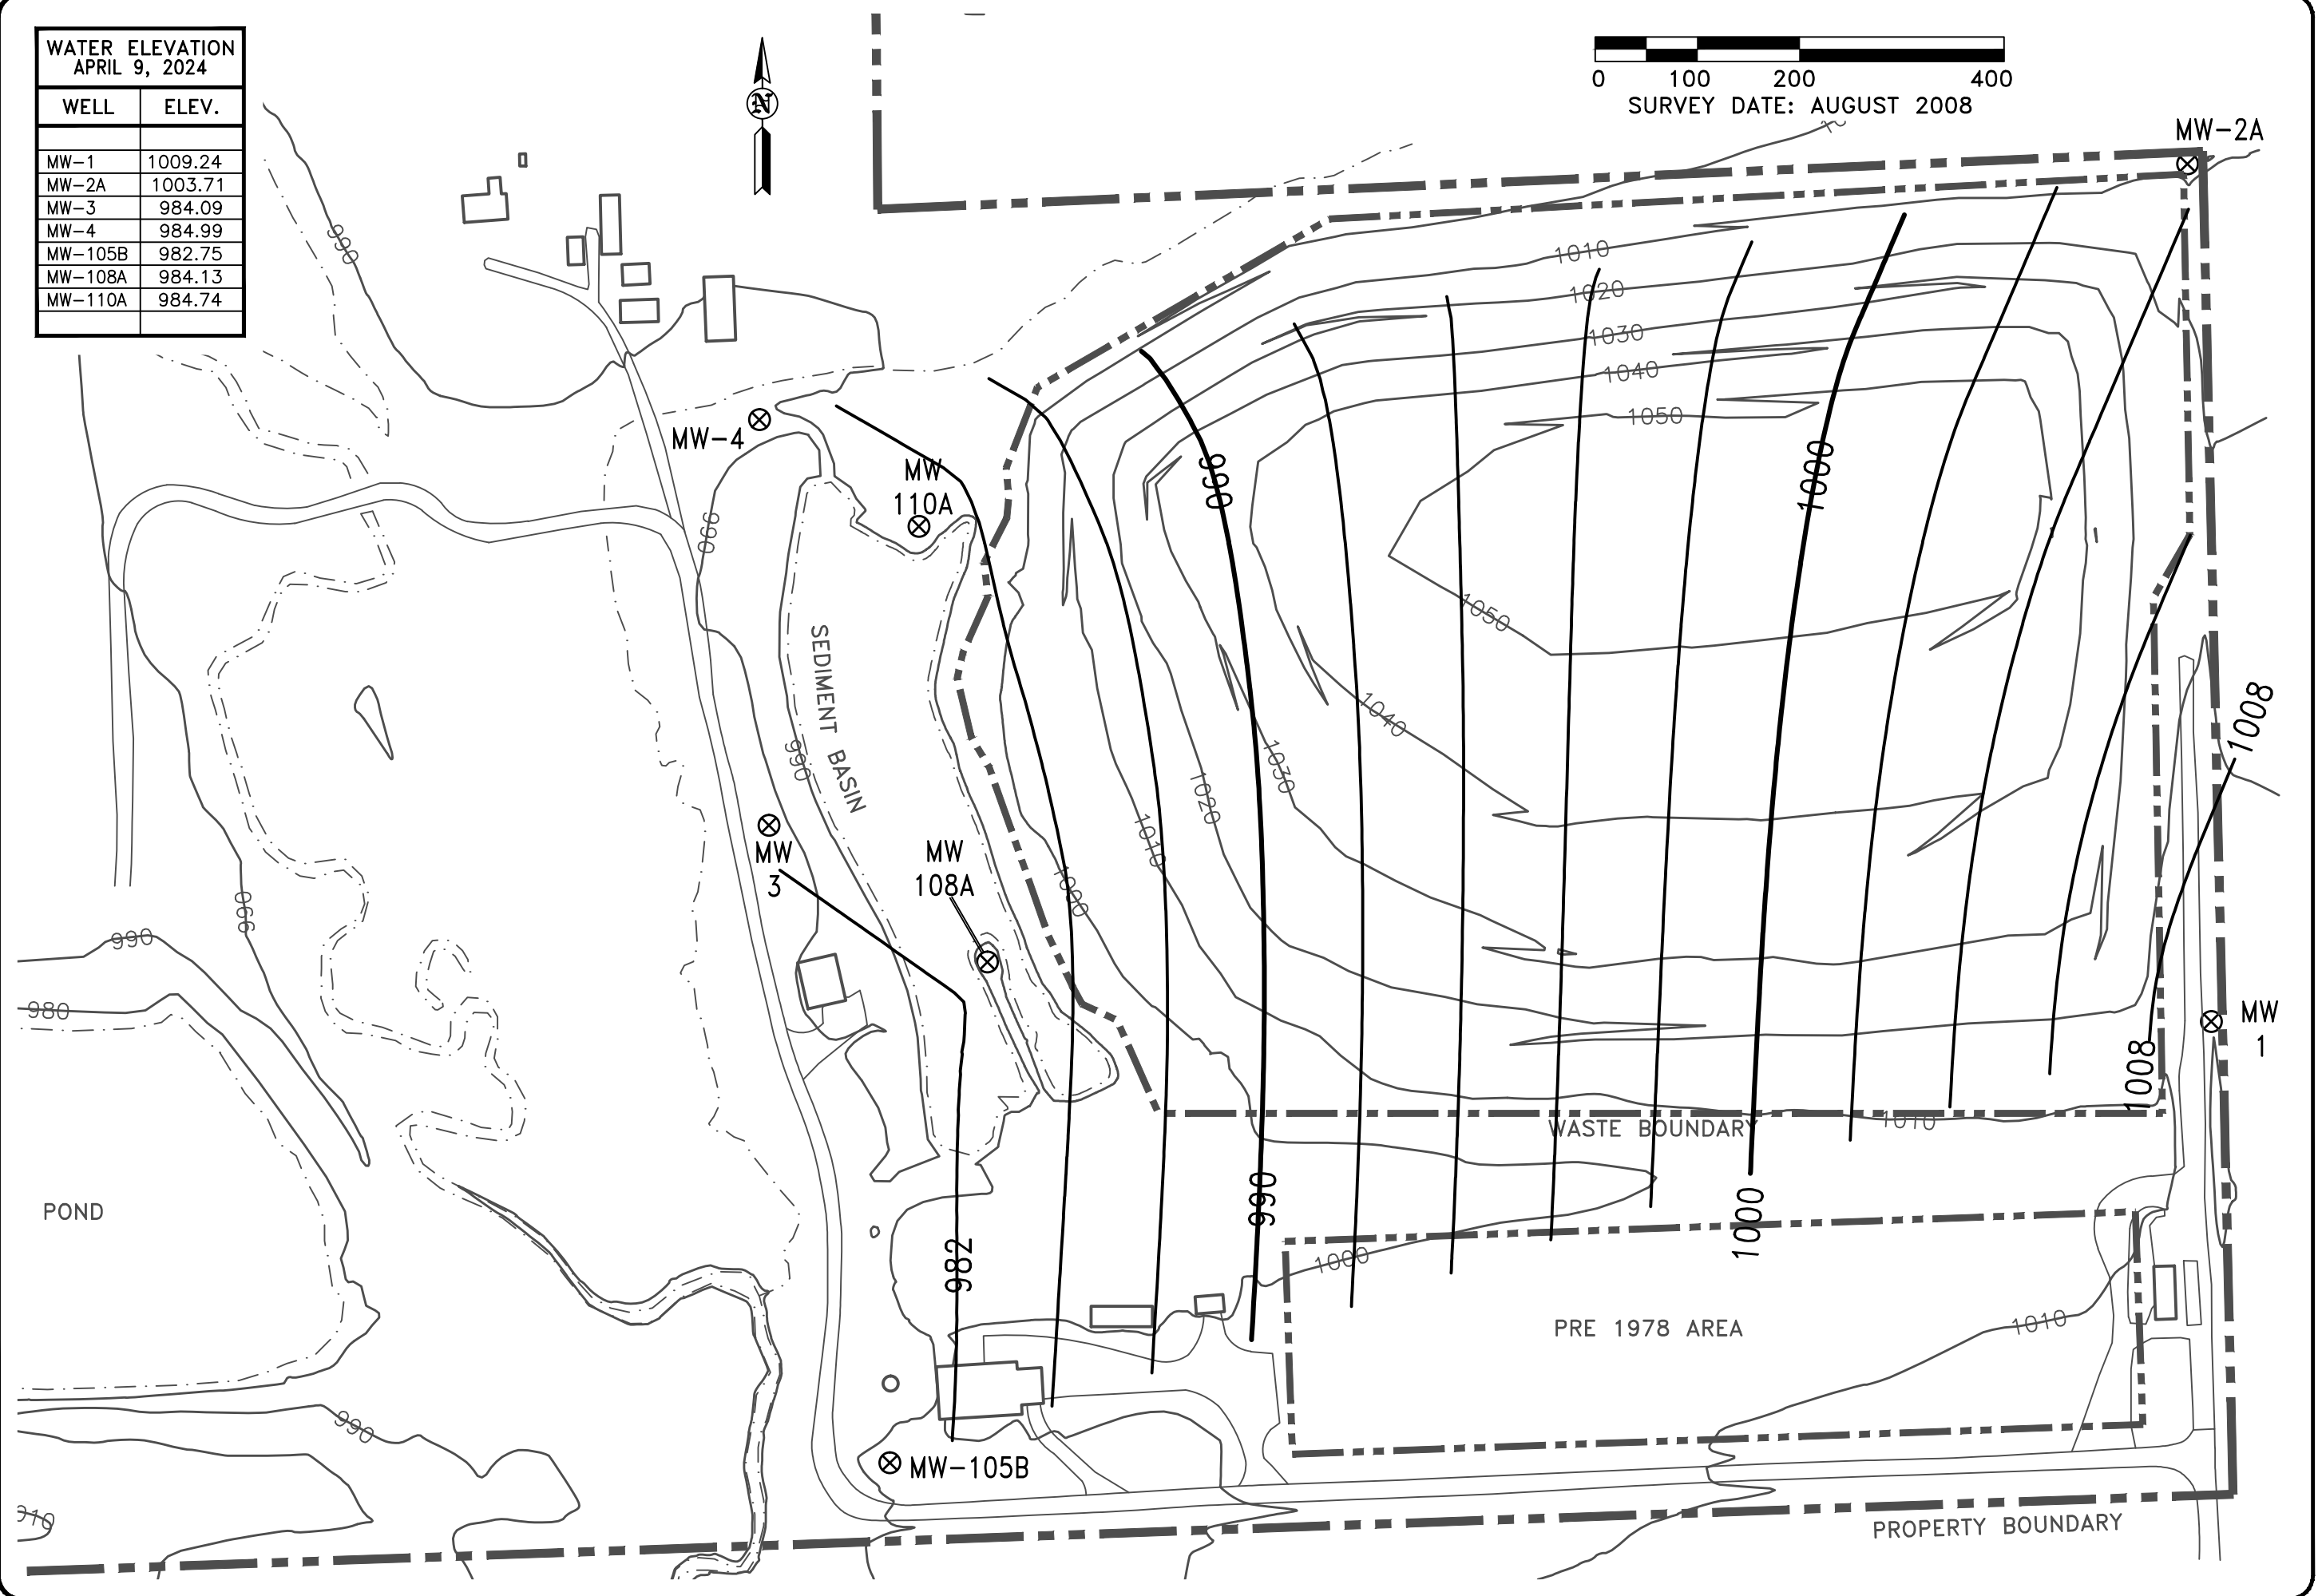 WATER ELEVATION
APRIL 9, 2024
WELL ELEV.
MW-1 1009.24
MW-2A 1003.71
MW-3 984.09
MW-4 984.99
MW-105B 982.75
MW-108A 984.13
MW-110A 984.74
N
0 100 200 400
SURVEY DATE: AUGUST 2008
MW-2A
990
1010
1020
1030
1040
1050
MW-4
MW
110A
990
990
1000
1050
SEDIMENT BASIN
1008
1040
990
1030
1020
1010
MW
3
MW
108A
1000
990
990
980
MW
1
1008
1010
WASTE BOUNDARY
POND
990
1000
982
1000
PRE 1978 AREA
1010
990
MW-105B
PROPERTY BOUNDARY